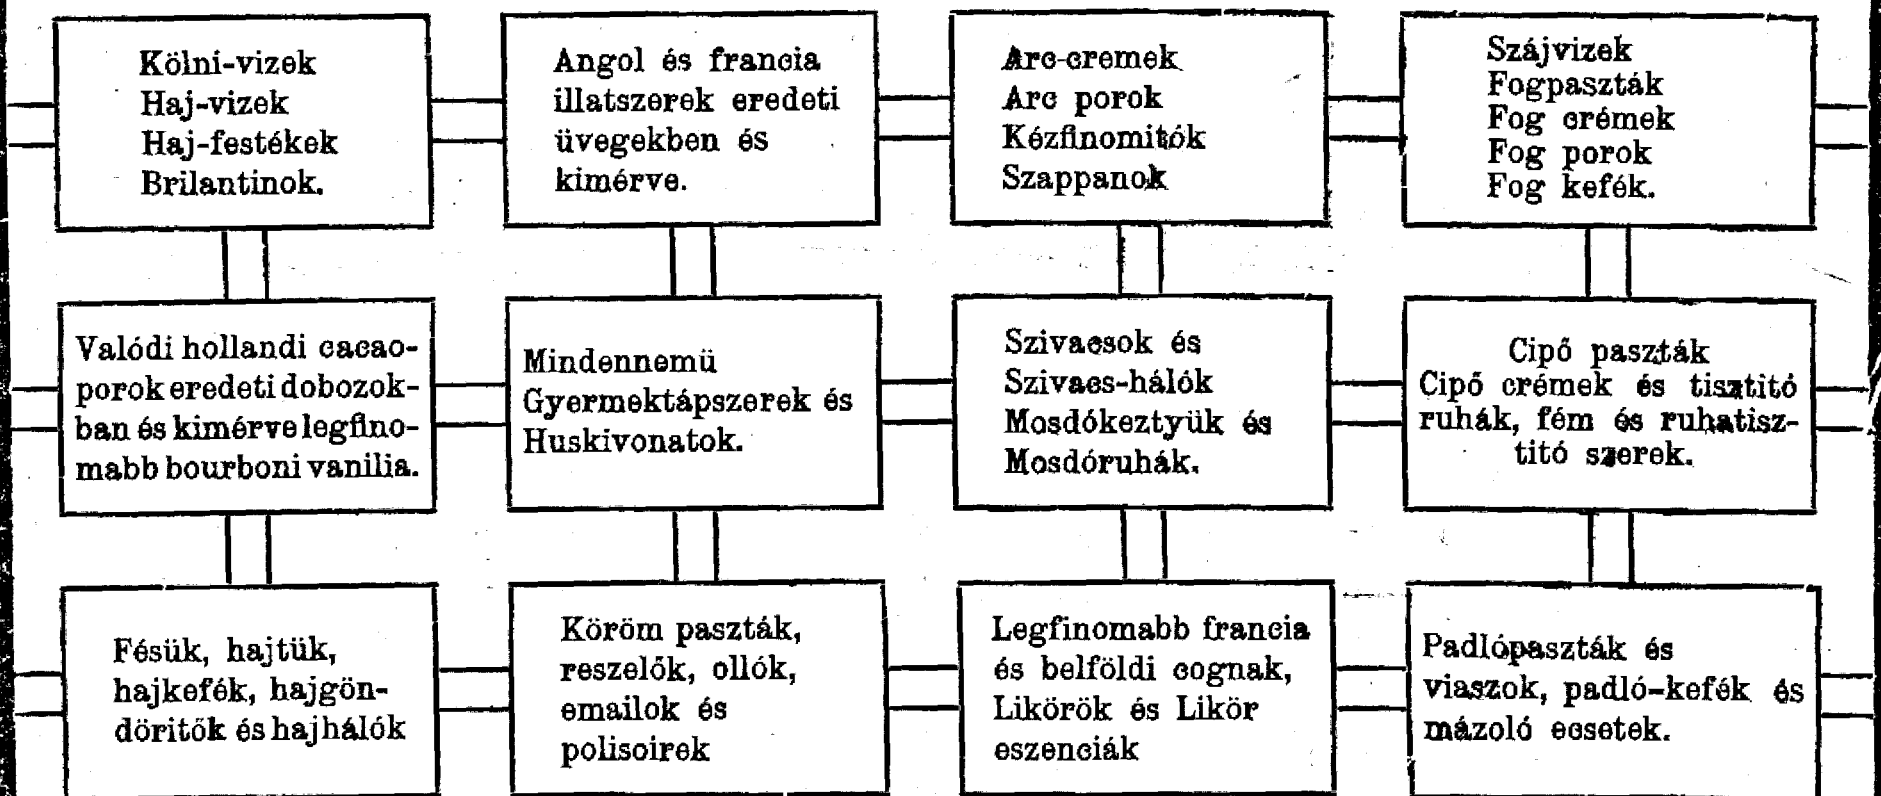 Kölni-vizek
Haj-vizek
Haj-festékek
Brilantinok.
Angol és francia
illatszerek eredeti
üvegekben és
kimérve.
Arc-cremek
Arc porok
Kézfinomitók
Szappanok
Szájvizek
Fogpaszták
Fog crémek
Fog porok
Fog kefék.
Valódi hollandi cacao-
porok eredeti dobozok-
ban és kimérve legfino-
mabb bourboni vanilia.
Mindennemü
Gyermektápszerek és
Huskivonatok.
Szivacsok és
Szivacs-hálók
Mosdókeztyük és
Mosdóruhák.
Cipő paszták
Cipő crémek és tisztitó
ruhák, fém és ruhatisz-
titó szerek.
Fésük, hajtük,
hajkefék, hajgön-
döritők és hajhálók
Köröm paszták,
reszelők, ollók,
emailok és
polisoirek
Legfinomabb francia
és belföldi cognak,
Likörök és Likör
eszenciák
Padlópaszták és
viaszok, padló-kefék és
mázoló ecsetek.